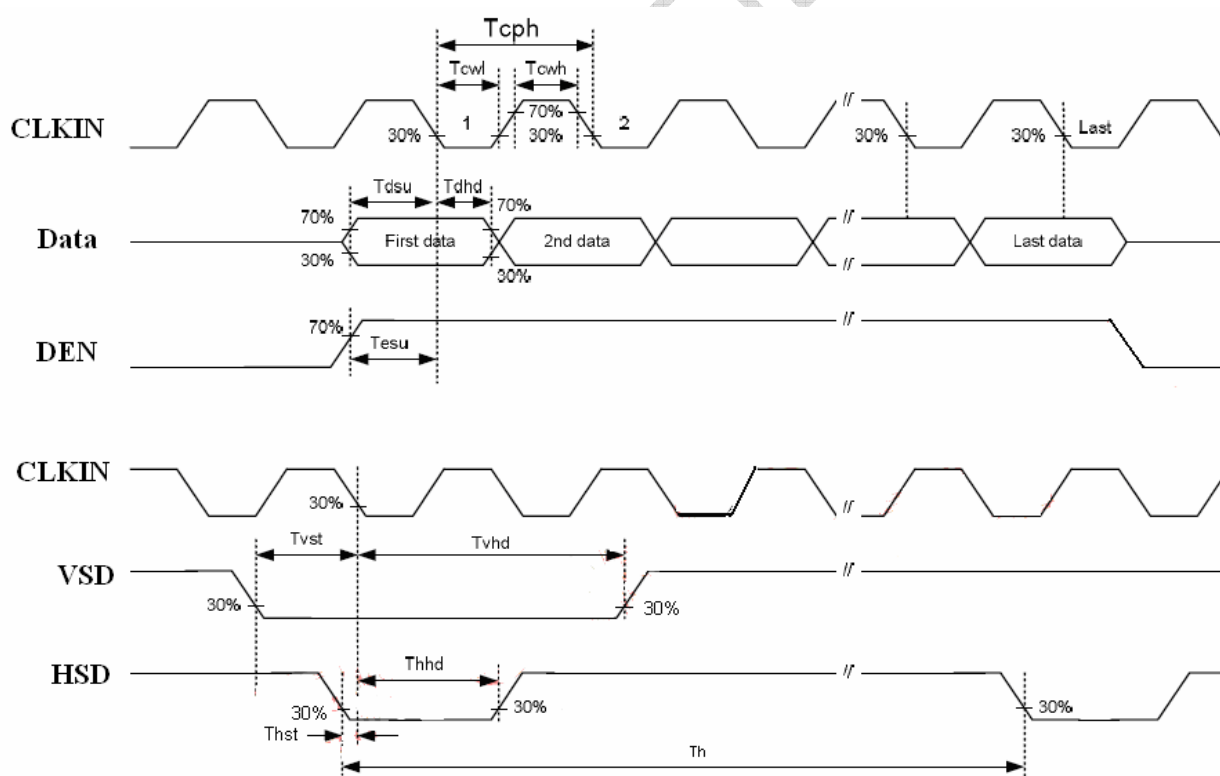 Tcph
Tcwl Tcwh
CLKIN 30% 1 70% 30% 2 30% 30% Last
Tdsu Tdhd
70% 70%
Data First data 2nd data Last data
30% 30%
70%
DEN Tesu
CLKIN
30%
Tvst Tvhd
VSD
30% 30%
HSD Thhd
30% 30% 30%
Thst
Th